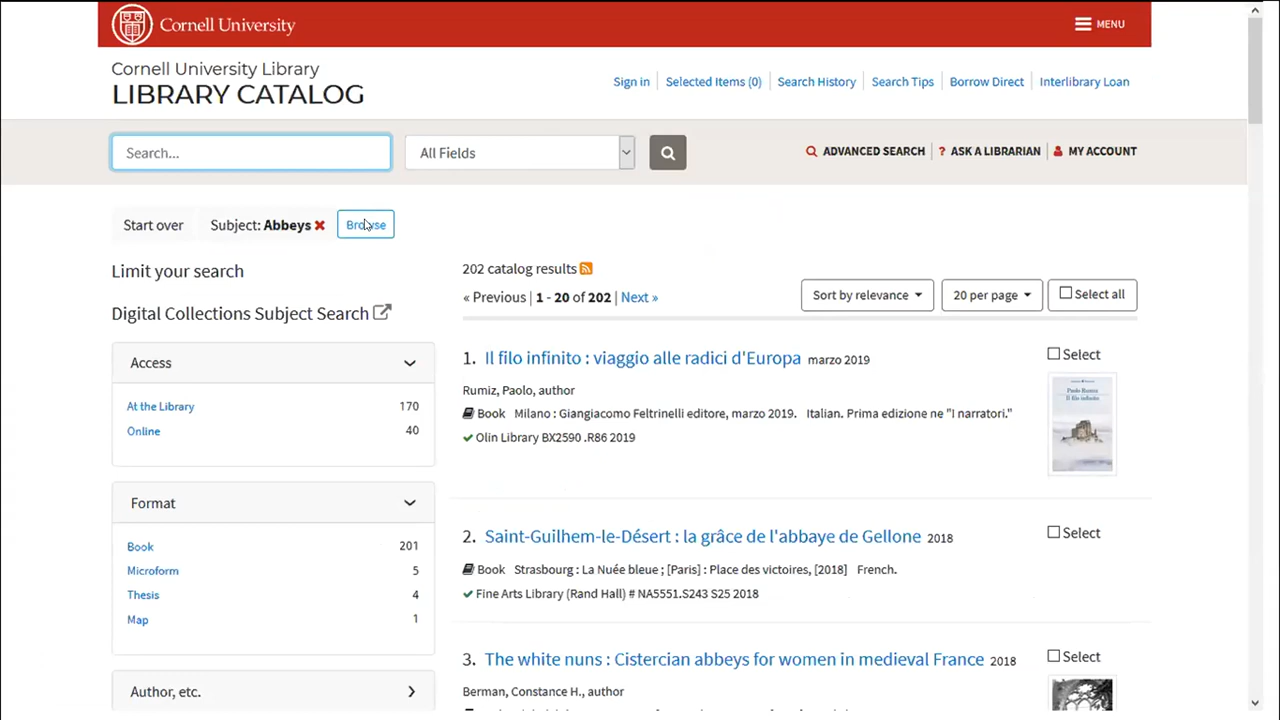 Cornell University
MENU
Cornell University Library
LIBRARY CATALOG
Sign in
Selected Items (0)
Search History
Search Tips
Borrow Direct
Interlibrary Loan
Search...
All Fields
ADVANCED SEARCH
? ASK A LIBRARIAN
MY ACCOUNT
Start over
Subject: Abbeys
Browse
Limit your search
Digital Collections Subject Search
Access
At the Library 170
Online 40
Format
Book 201
Microform 5
Thesis 4
Map 1
Author, etc.
202 catalog results
« Previous | 1 - 20 of 202 | Next »
Sort by relevance
20 per page
Select all
1. Il filo infinito : viaggio alle radici d'Europa marzo 2019
Select
Rumiz, Paolo, author
Book Milano : Giangiacomo Feltrinelli editore, marzo 2019. Italian. Prima edizione ne "I narratori."
Olin Library BX2590 .R86 2019
Paolo Rumiz
Il filo infinito
2. Saint-Guilhem-le-Désert : la grâce de l'abbaye de Gellone 2018
Select
Book Strasbourg : La Nuée bleue ; [Paris] : Place des victoires, [2018] French.
Fine Arts Library (Rand Hall) # NA5551.S243 S25 2018
3. The white nuns : Cistercian abbeys for women in medieval France 2018
Select
Berman, Constance H., author